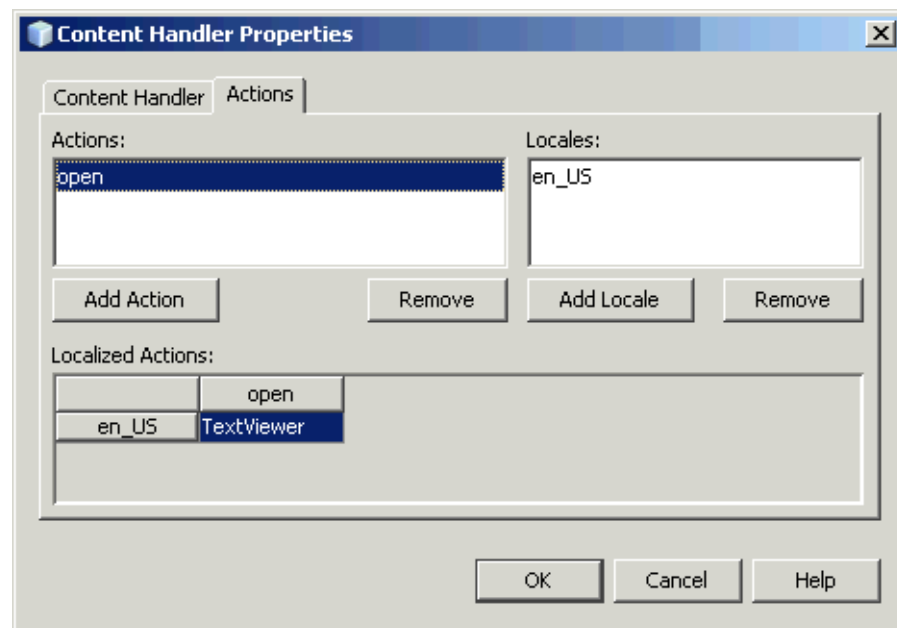 Content Handler Properties
Content Handler Actions
Actions: Locales:
open en_US
Add Action Remove Add Locale Remove
Localized Actions:
open
en_US TextViewer
OK Cancel Help